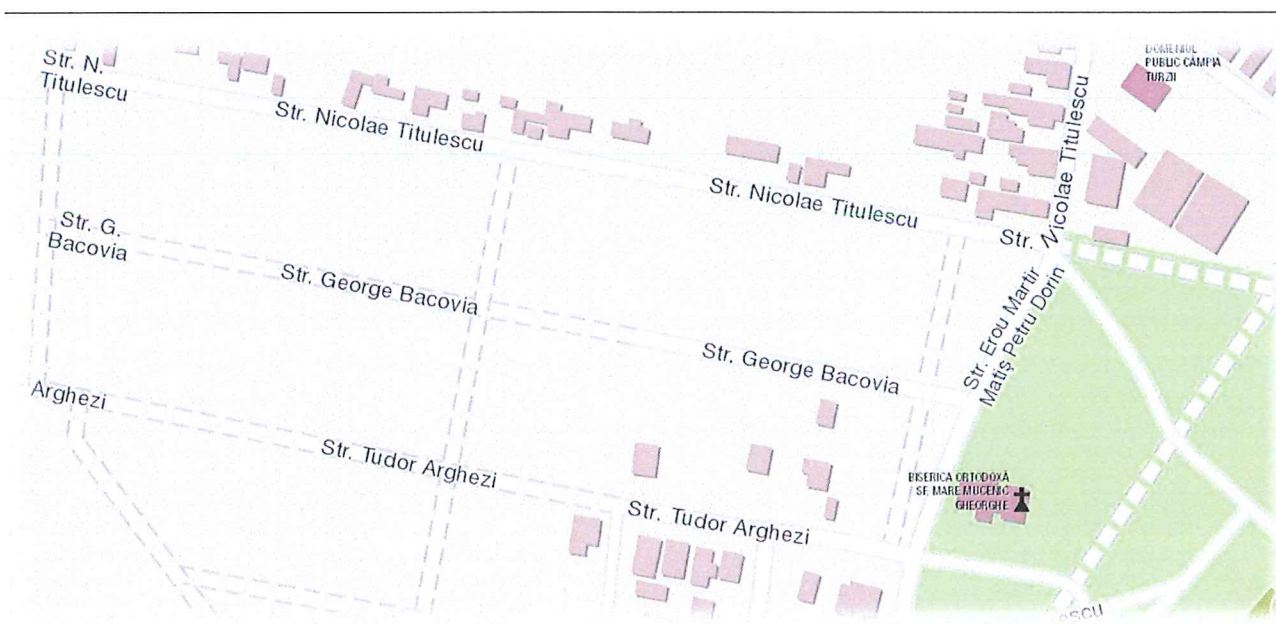 Str. N.
Titulescu
Str. Nicolae Titulescu
Str. Nicolae Titulescu
Str. Nicolae Titulescu
DOMENIUL
PUBLIC CÂMPIA
TURZII
Str. G.
Bacovia
Str. George Bacovia
Str. George Bacovia
Str. Erou Martir
Matiș Petru Dorin
Arghezi
Str. Tudor Arghezi
Str. Tudor Arghezi
BISERICA ORTODOXĂ
SF. MARE MUCENIC
GHEORGHE
escu